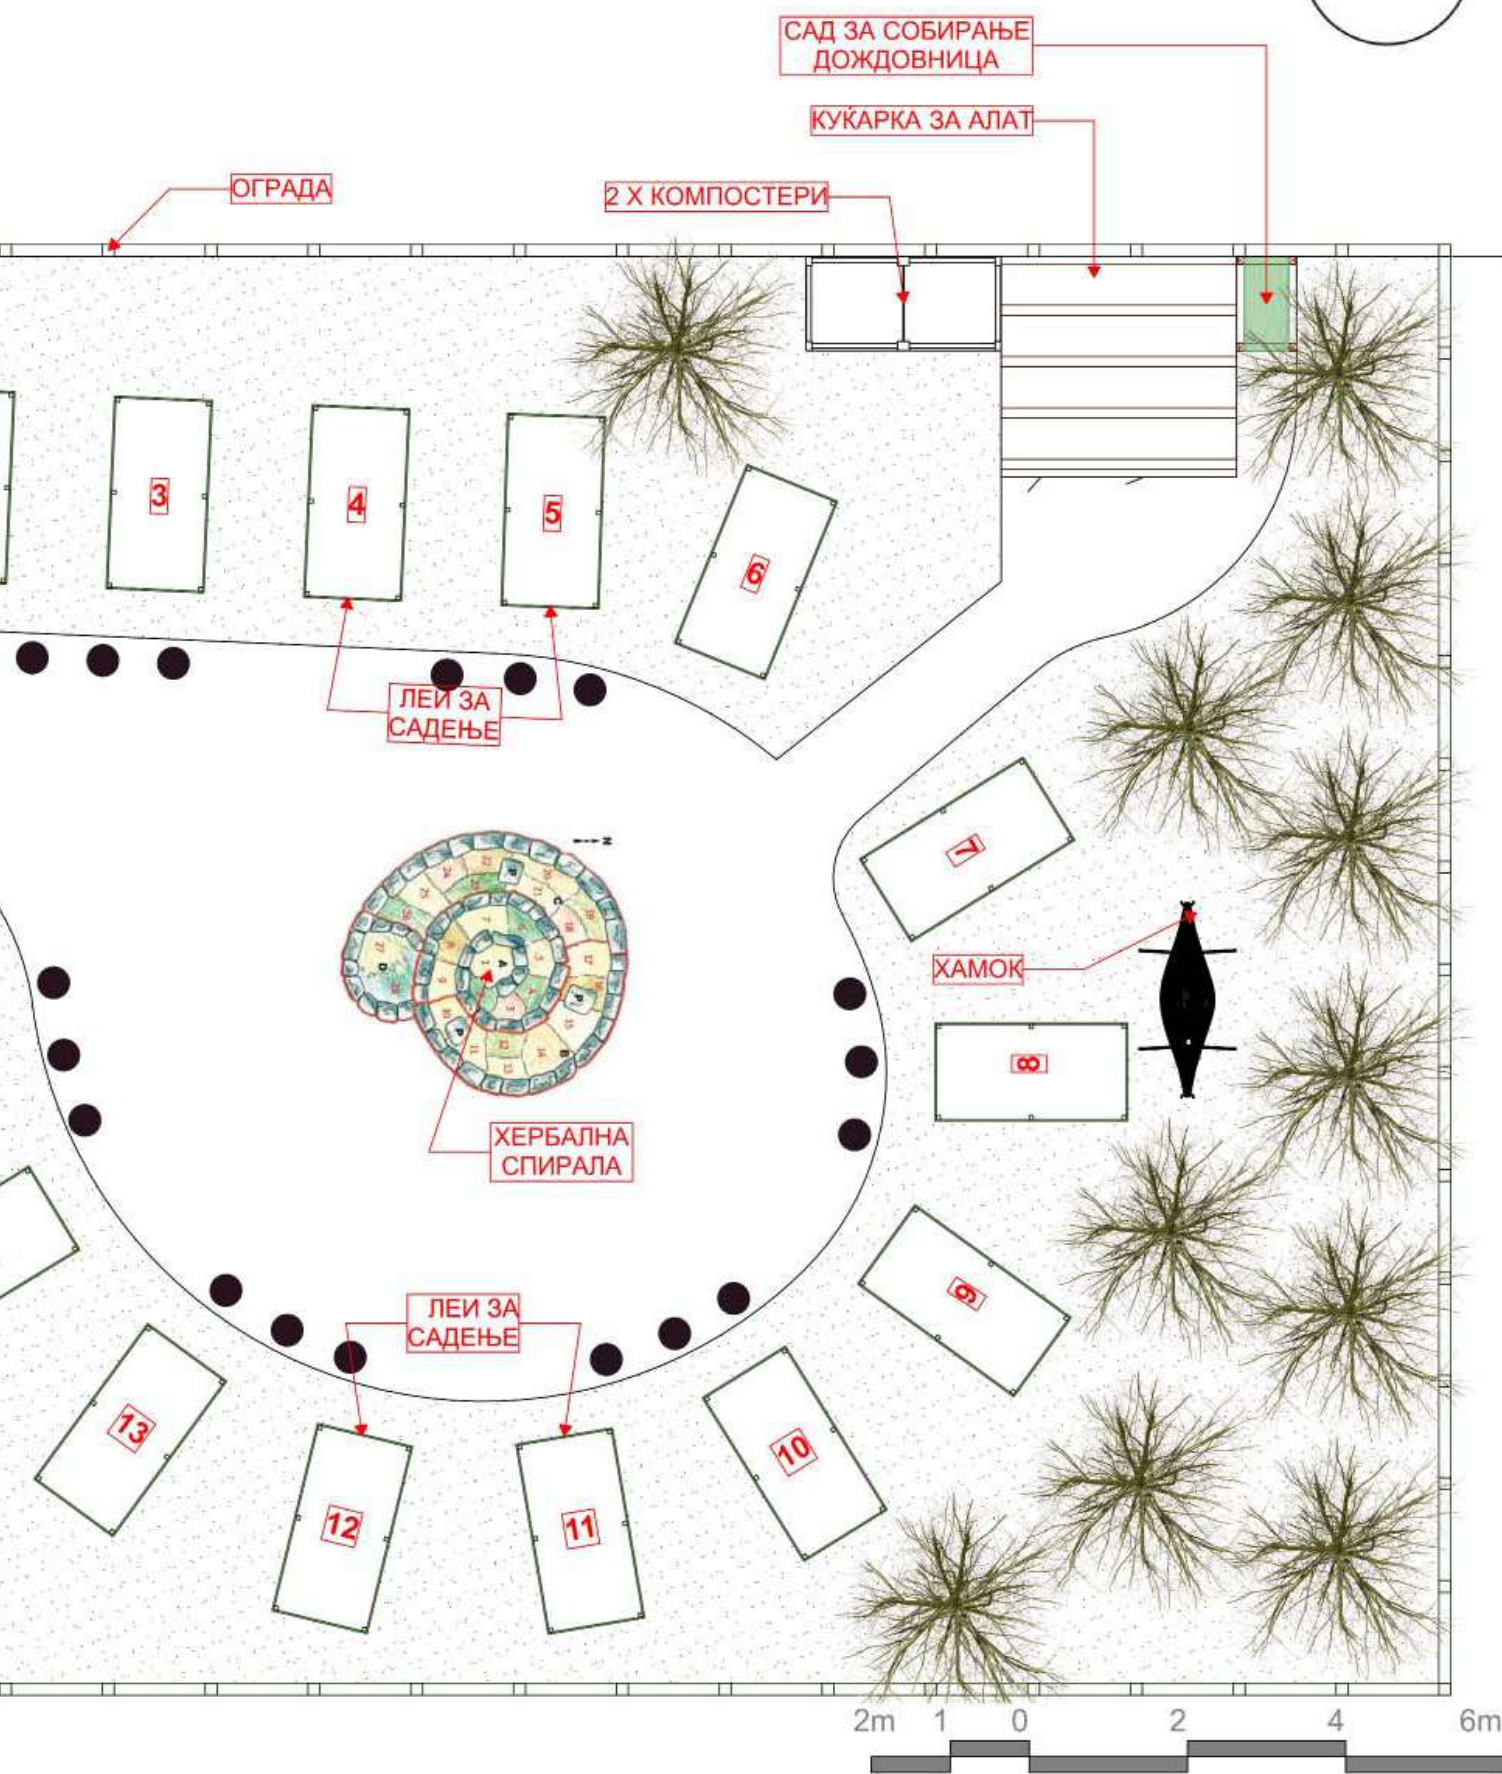 САД ЗА СОБИРАЊЕ
ДОЖДОВНИЦА
КУЌАРКА ЗА АЛАТ
2 X КОМПОСТЕРИ
ОГРАДА
3
4
5
6
ЛЕИ ЗА
САДЕЊЕ
7
ХАМОК
8
ХЕРБАЛНА
СПИРАЛА
9
ЛЕИ ЗА
САДЕЊЕ
10
11
12
13
2m 1 0 2 4 6m